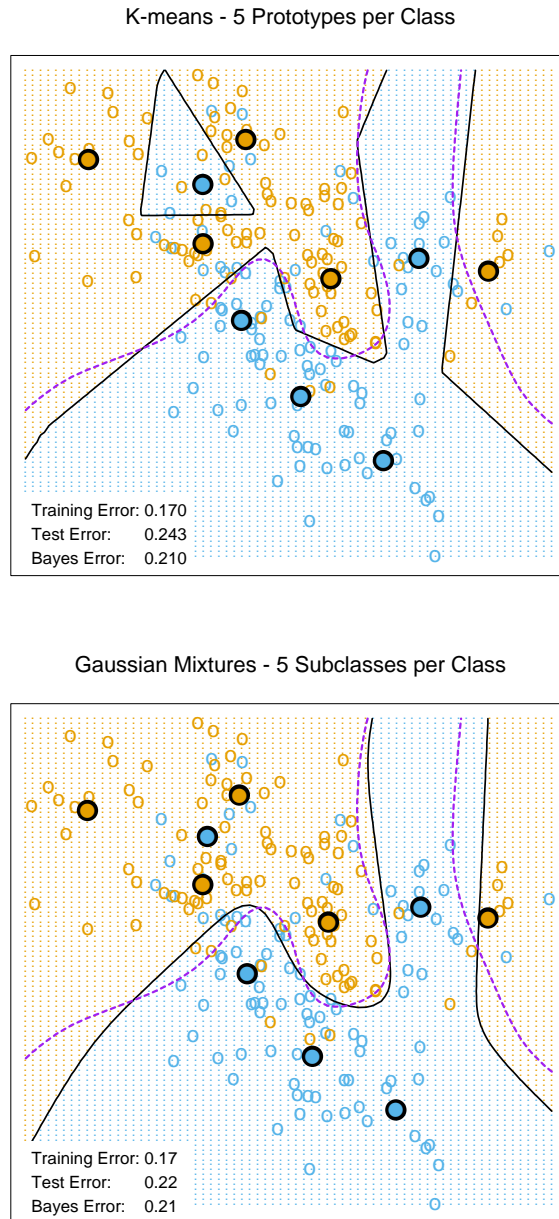 K-means - 5 Prototypes per Class
Training Error: 0.170
Test Error: 0.243
Bayes Error: 0.210
Gaussian Mixtures - 5 Subclasses per Class
Training Error: 0.17
Test Error: 0.22
Bayes Error: 0.21